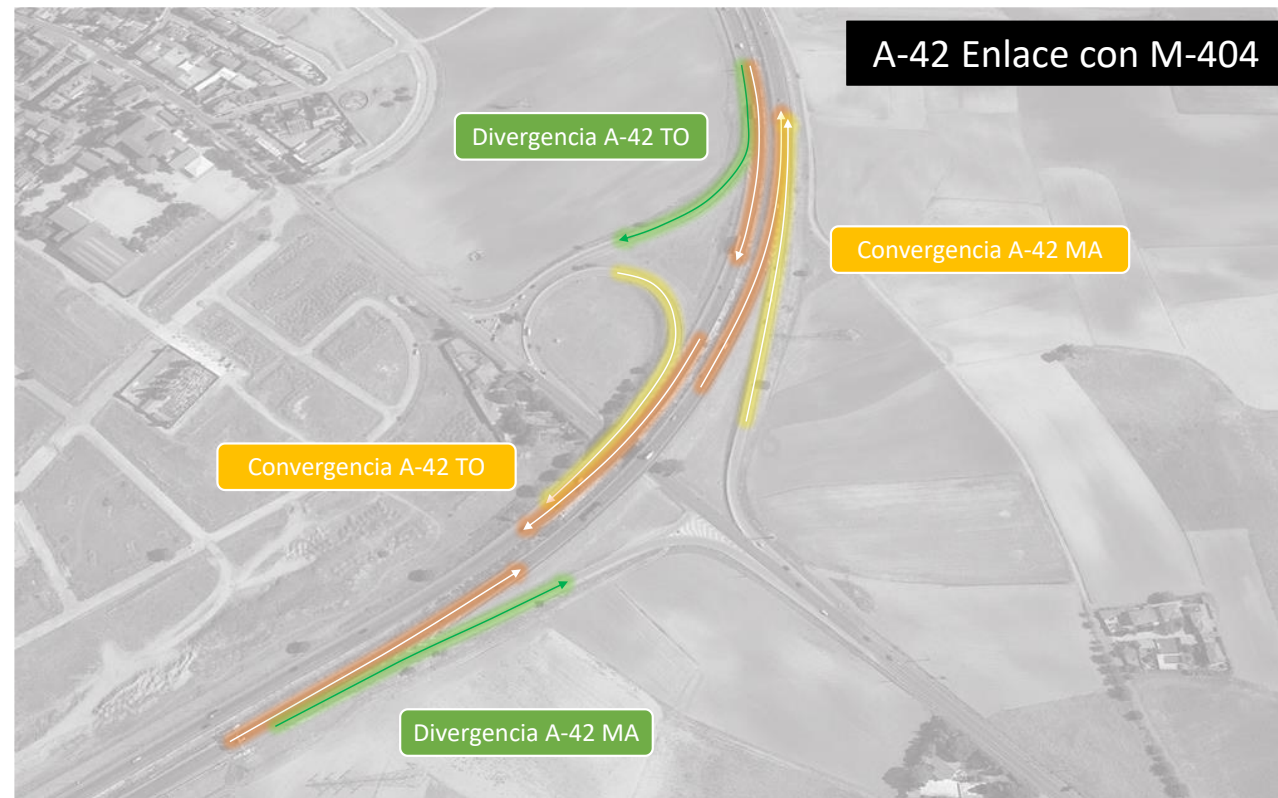 A-42 Enlace con M-404
Divergencia A-42 TO
Convergencia A-42 MA
Convergencia A-42 TO
Divergencia A-42 MA